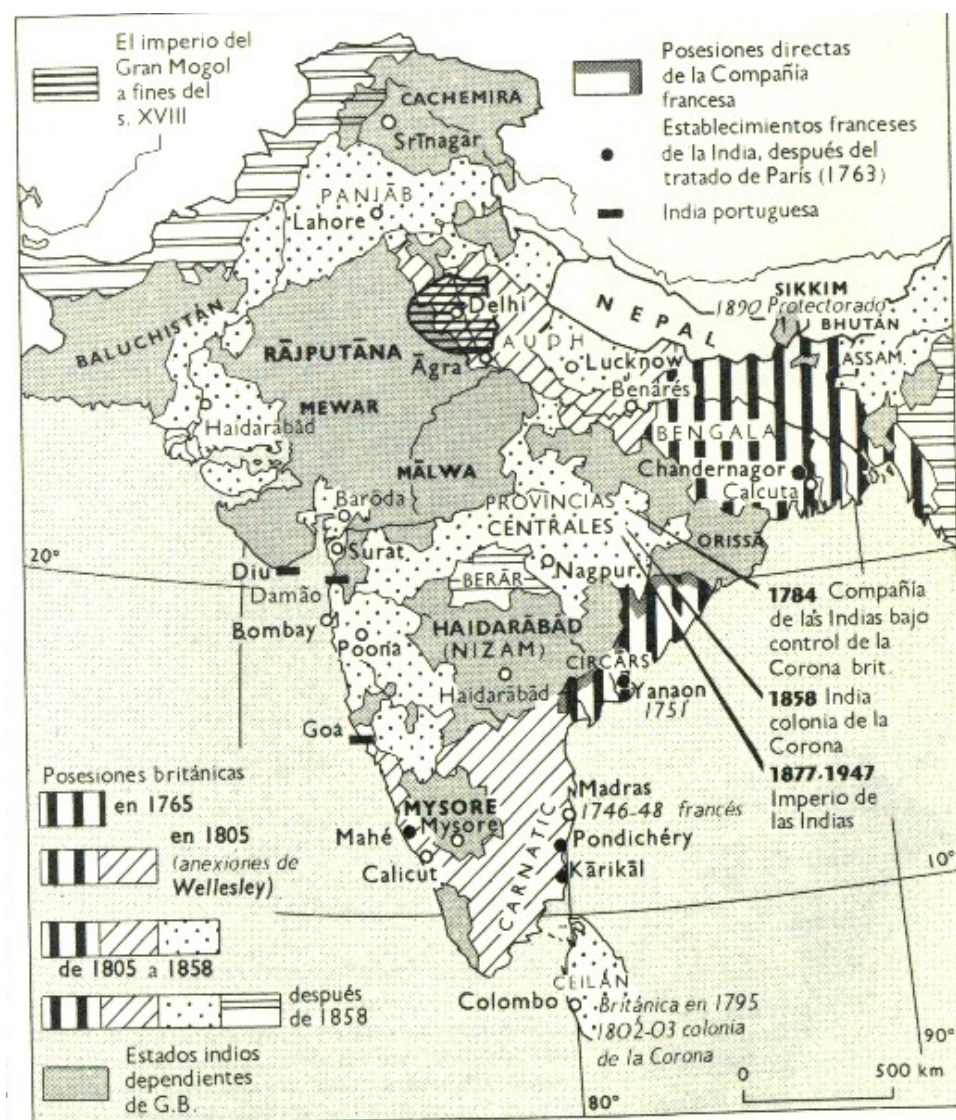 El imperio del
Gran Mogol
a fines del
s. XVIII
Posesiones directas
de la Compañía
francesa
Establecimientos franceses
de la India, después del
tratado de París (1763)
India portuguesa
CACHEMIRA
Srīnagar
PANJĀB
Lahore
BALUCHISTÁN
Delhi
NEPAL
SIKKIM
1890 Protectorado
BHUTÁN
RĀJPUTĀNA
AUDH
ASSAM
Āgra
Lucknow
Benárés
MEWAR
Haidarābād
BENGALA
MĀLWA
Chandernagor
Calcuta
Baroda
PROVINCIAS
CENTRALES
ORISSA
20°
Surat
Diu
Damão
BERĀR
Nagpur
Bombay
HAIDARĀBĀD
(NIZAM)
Poona
CIRCĀRS
Haidarābād
Yanaon
1751
1784 Compañía
de las Indias bajo
control de la
Corona brit.
1858 India
colonia de la
Corona
1877-1947
Imperio de
las Indias
Goa
Posesiones británicas
en 1765
en 1805
(anexiones de
Wellesley)
de 1805 a 1858
después
de 1858
Estados indios
dependientes
de G.B.
MYSORE
Mysore
Mahé
Calicut
Madras
1746-48 francés
Pondichéry
Kārikāl
CARNATIC
10°
CEILÁN
Colombo
Británica en 1795
1802-03 colonia
de la Corona
90°
80°
0 500 km